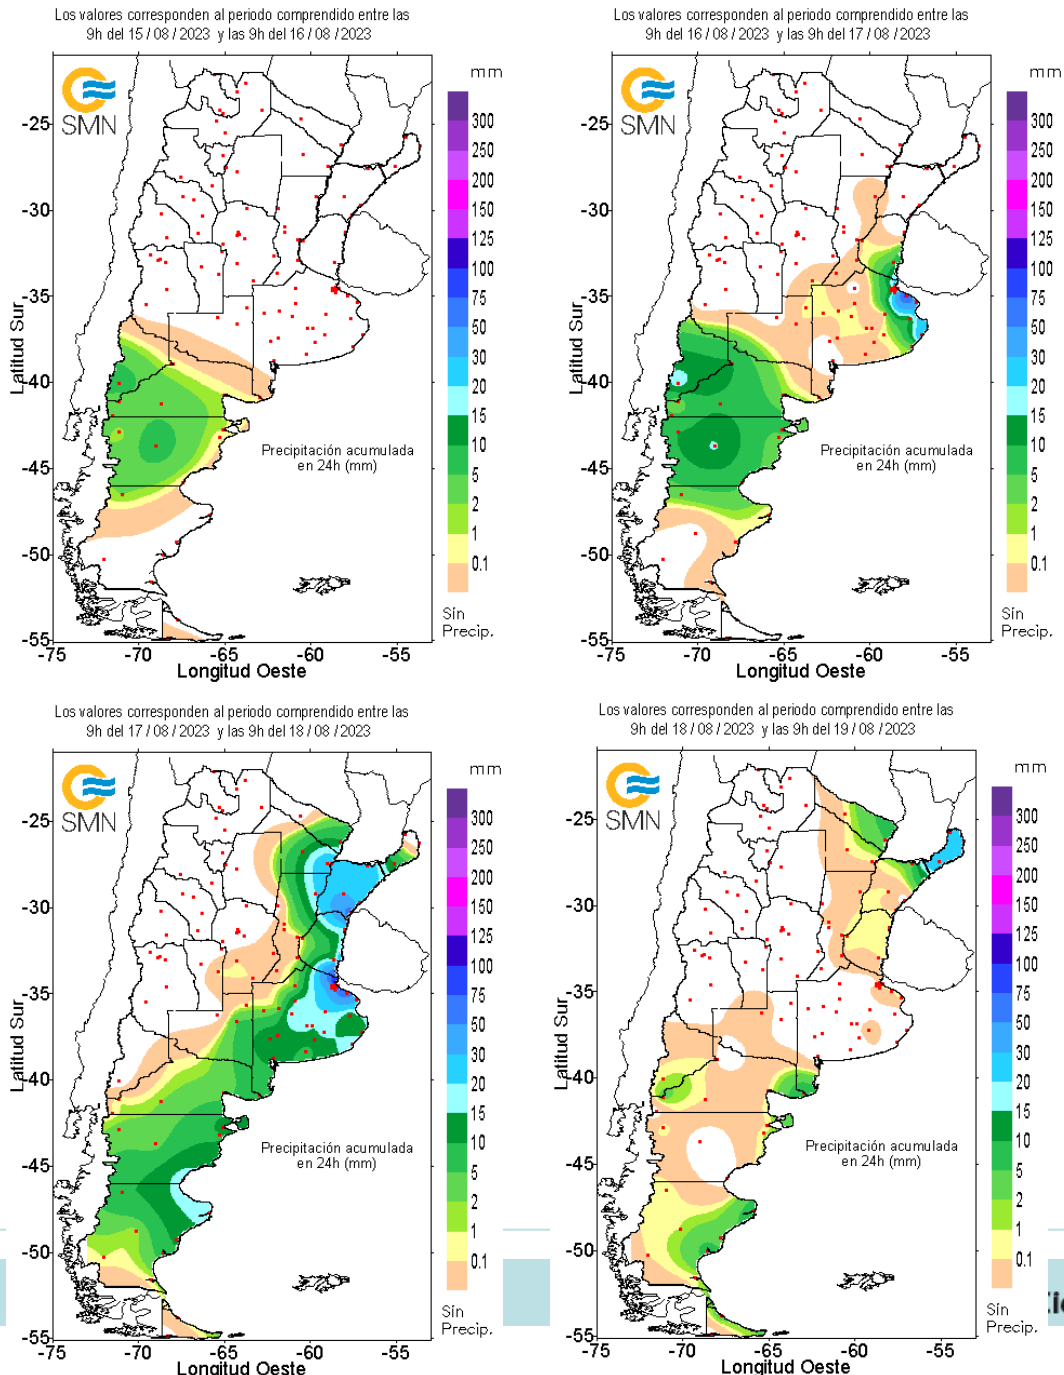 Los valores corresponden al periodo comprendido entre las
9h del 15 / 08 / 2023 y las 9h del 16 / 08 / 2023
SMN
mm
300
250
200
150
125
100
75
50
30
20
15
10
5
2
1
0.1
Sin
Precip.
Latitud Sur
-25
-30
-35
-40
-45
-50
-55
Precipitación acumulada
en 24h (mm)
-75
-70
-65
-60
-55
Longitud Oeste
Los valores corresponden al periodo comprendido entre las
9h del 16 / 08 / 2023 y las 9h del 17 / 08 / 2023
SMN
mm
300
250
200
150
125
100
75
50
30
20
15
10
5
2
1
0.1
Sin
Precip.
Latitud Sur
-25
-30
-35
-40
-45
-50
-55
Precipitación acumulada
en 24h (mm)
-75
-70
-65
-60
-55
Longitud Oeste
Los valores corresponden al periodo comprendido entre las
9h del 17 / 08 / 2023 y las 9h del 18 / 08 / 2023
SMN
mm
300
250
200
150
125
100
75
50
30
20
15
10
5
2
1
0.1
Sin
Precip.
Latitud Sur
-25
-30
-35
-40
-45
-50
-55
Precipitación acumulada
en 24h (mm)
-75
-70
-65
-60
-55
Longitud Oeste
Los valores corresponden al periodo comprendido entre las
9h del 18 / 08 / 2023 y las 9h del 19 / 08 / 2023
SMN
mm
300
250
200
150
125
100
75
50
30
20
15
10
5
2
1
0.1
Sin
Precip.
Latitud Sur
-25
-30
-35
-40
-45
-50
-55
Precipitación acumulada
en 24h (mm)
-75
-70
-65
-60
-55
Longitud Oeste